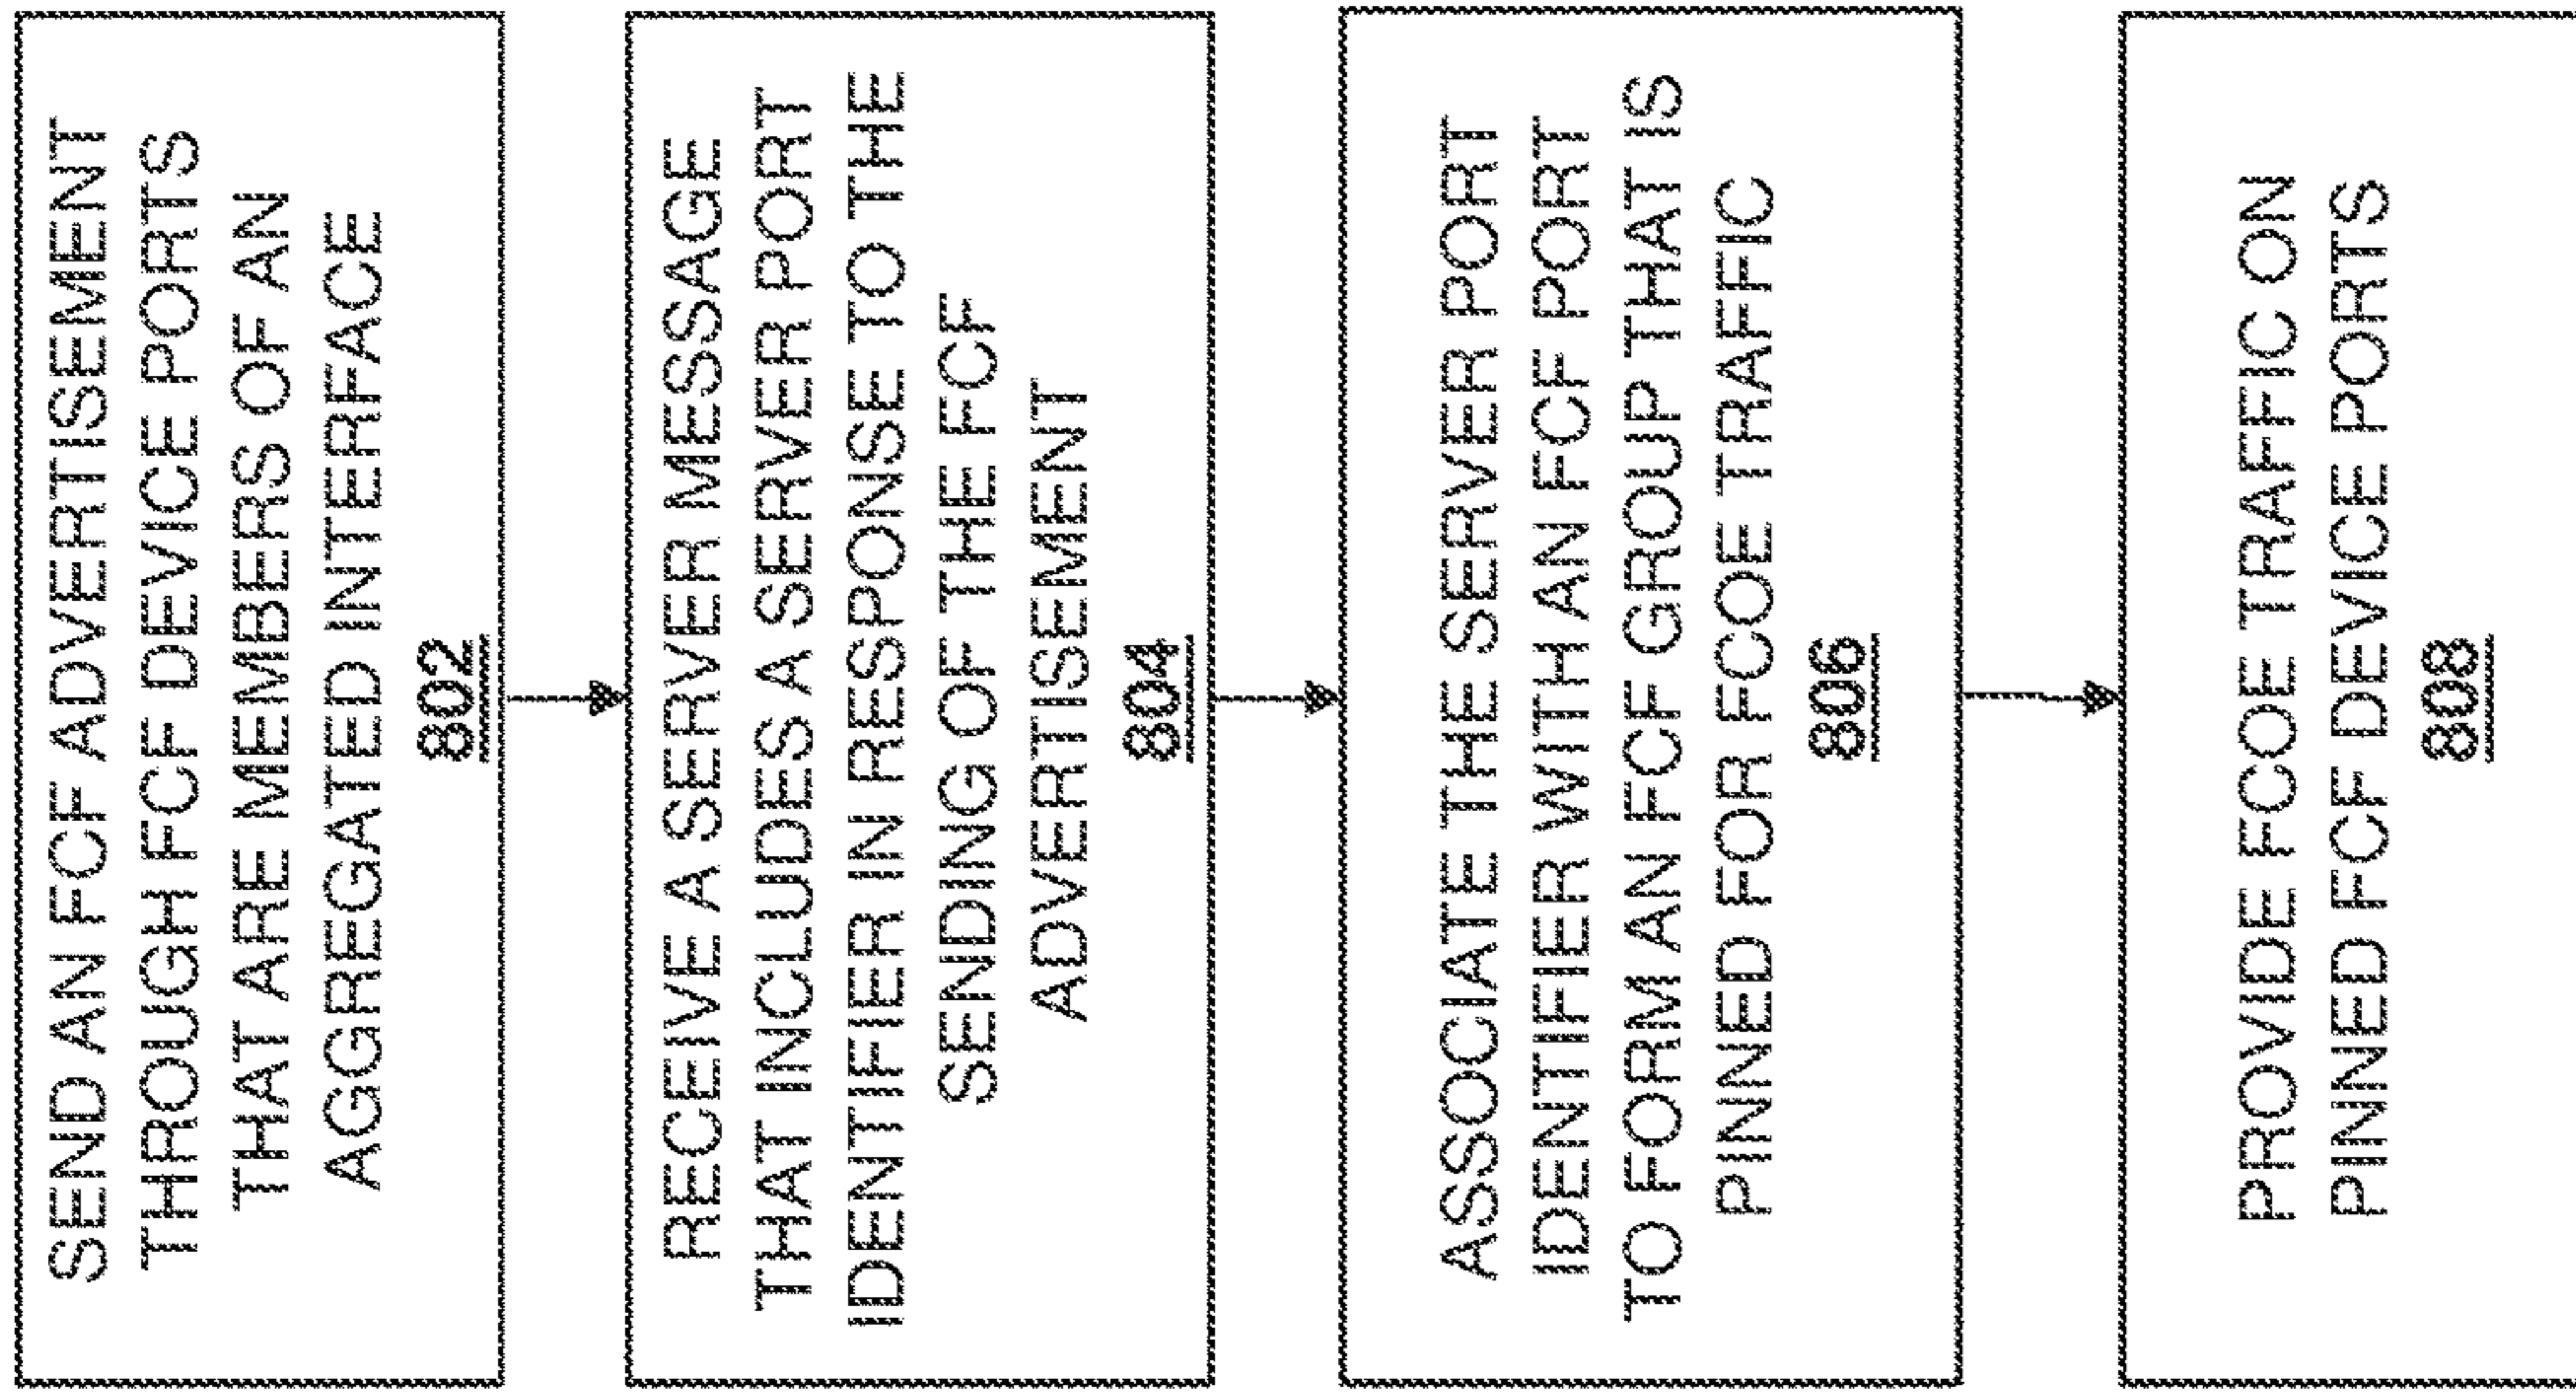 SEND AN FCF ADVERTISEMENT
THROUGH FCF DEVICE PORTS
THAT ARE MEMBERS OF AN
AGGREGATED INTERFACE
802
RECEIVE A SERVER MESSAGE
THAT INCLUDES A SERVER PORT
IDENTIFIER IN RESPONSE TO THE
SENDING OF THE FCF
ADVERTISEMENT
804
ASSOCIATE THE SERVER PORT
IDENTIFIER WITH AN FCF PORT
TO FORM AN FCF GROUP THAT IS
PINNED FOR FCOE TRAFFIC
806
PROVIDE FCOE TRAFFIC ON
PINNED FCF DEVICE PORTS
808